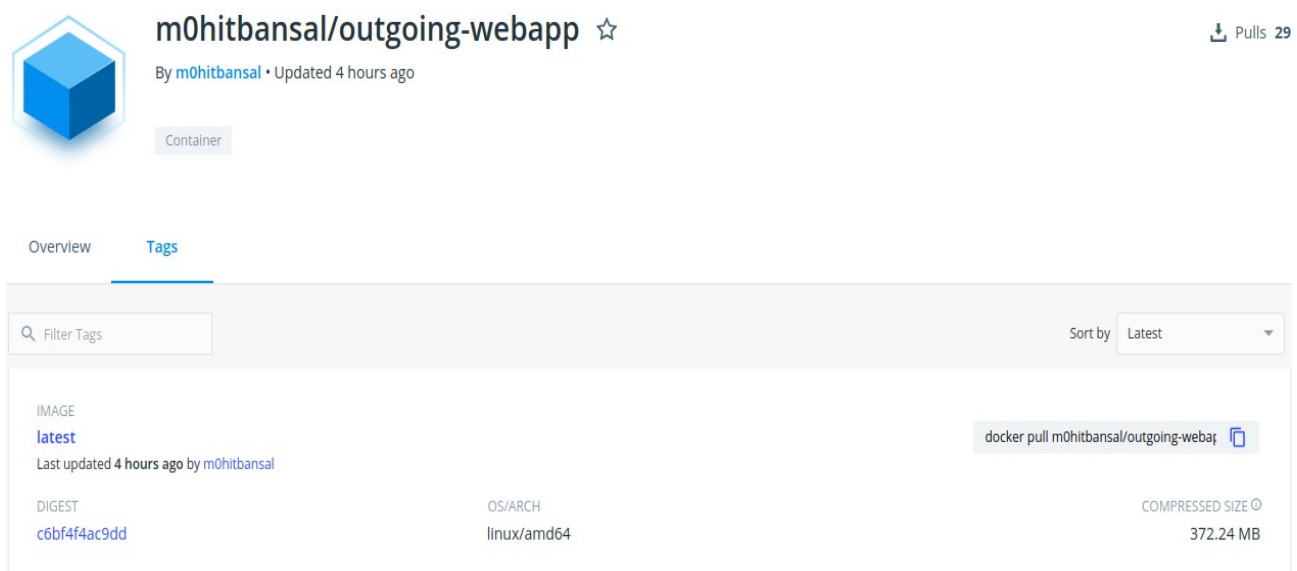 m0hitbansal/outgoing-webapp
Pulls 29
By m0hitbansal • Updated 4 hours ago
Container
Overview Tags
Filter Tags
Sort by Latest
IMAGE
latest
docker pull m0hitbansal/outgoing-webap
Last updated 4 hours ago by m0hitbansal
DIGEST OS/ARCH COMPRESSED SIZE
c6bf4f4ac9dd linux/amd64 372.24 MB